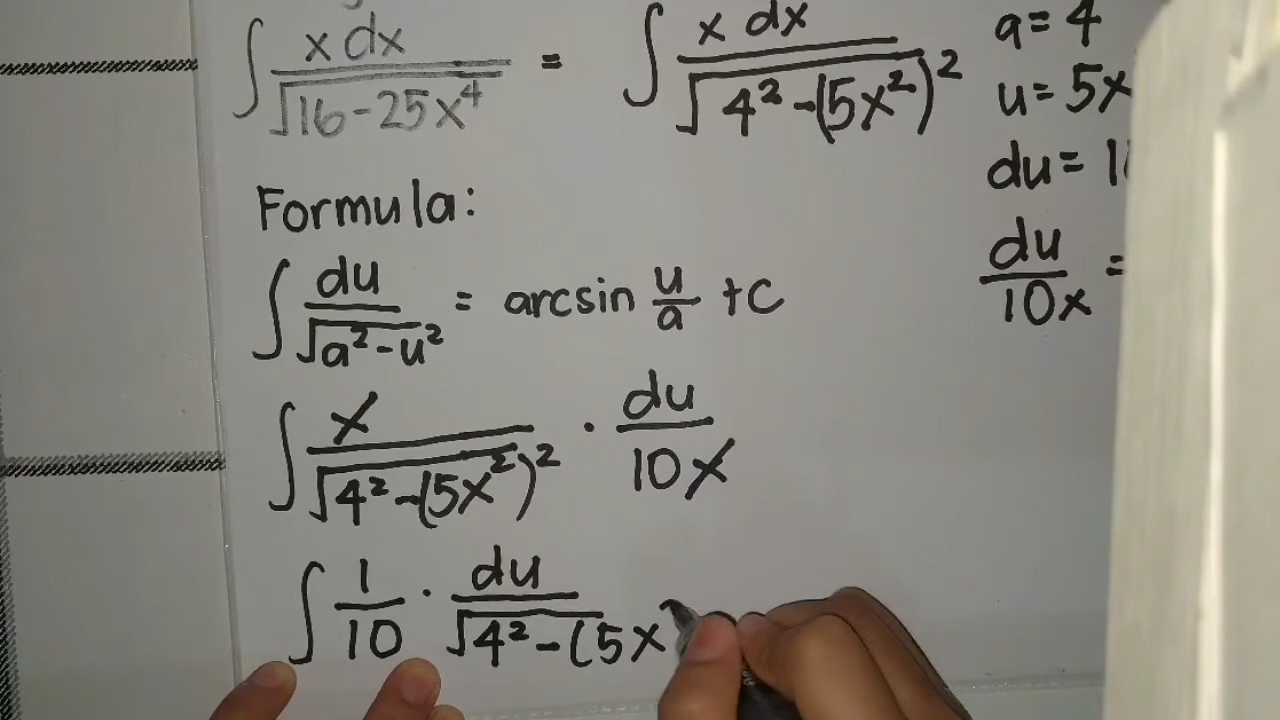 ∫ x dx / √(16-25x⁴) = ∫ x dx / √(4²-(5x²)²)
a = 4
u = 5x
du = 1
du / 10x =
Formula:
∫ du / √(a²-u²) = arcsin u/a + C
∫ x / √(4²-(5x²)²) · du / 10x
∫ 1/10 · du / √(4²-(5x